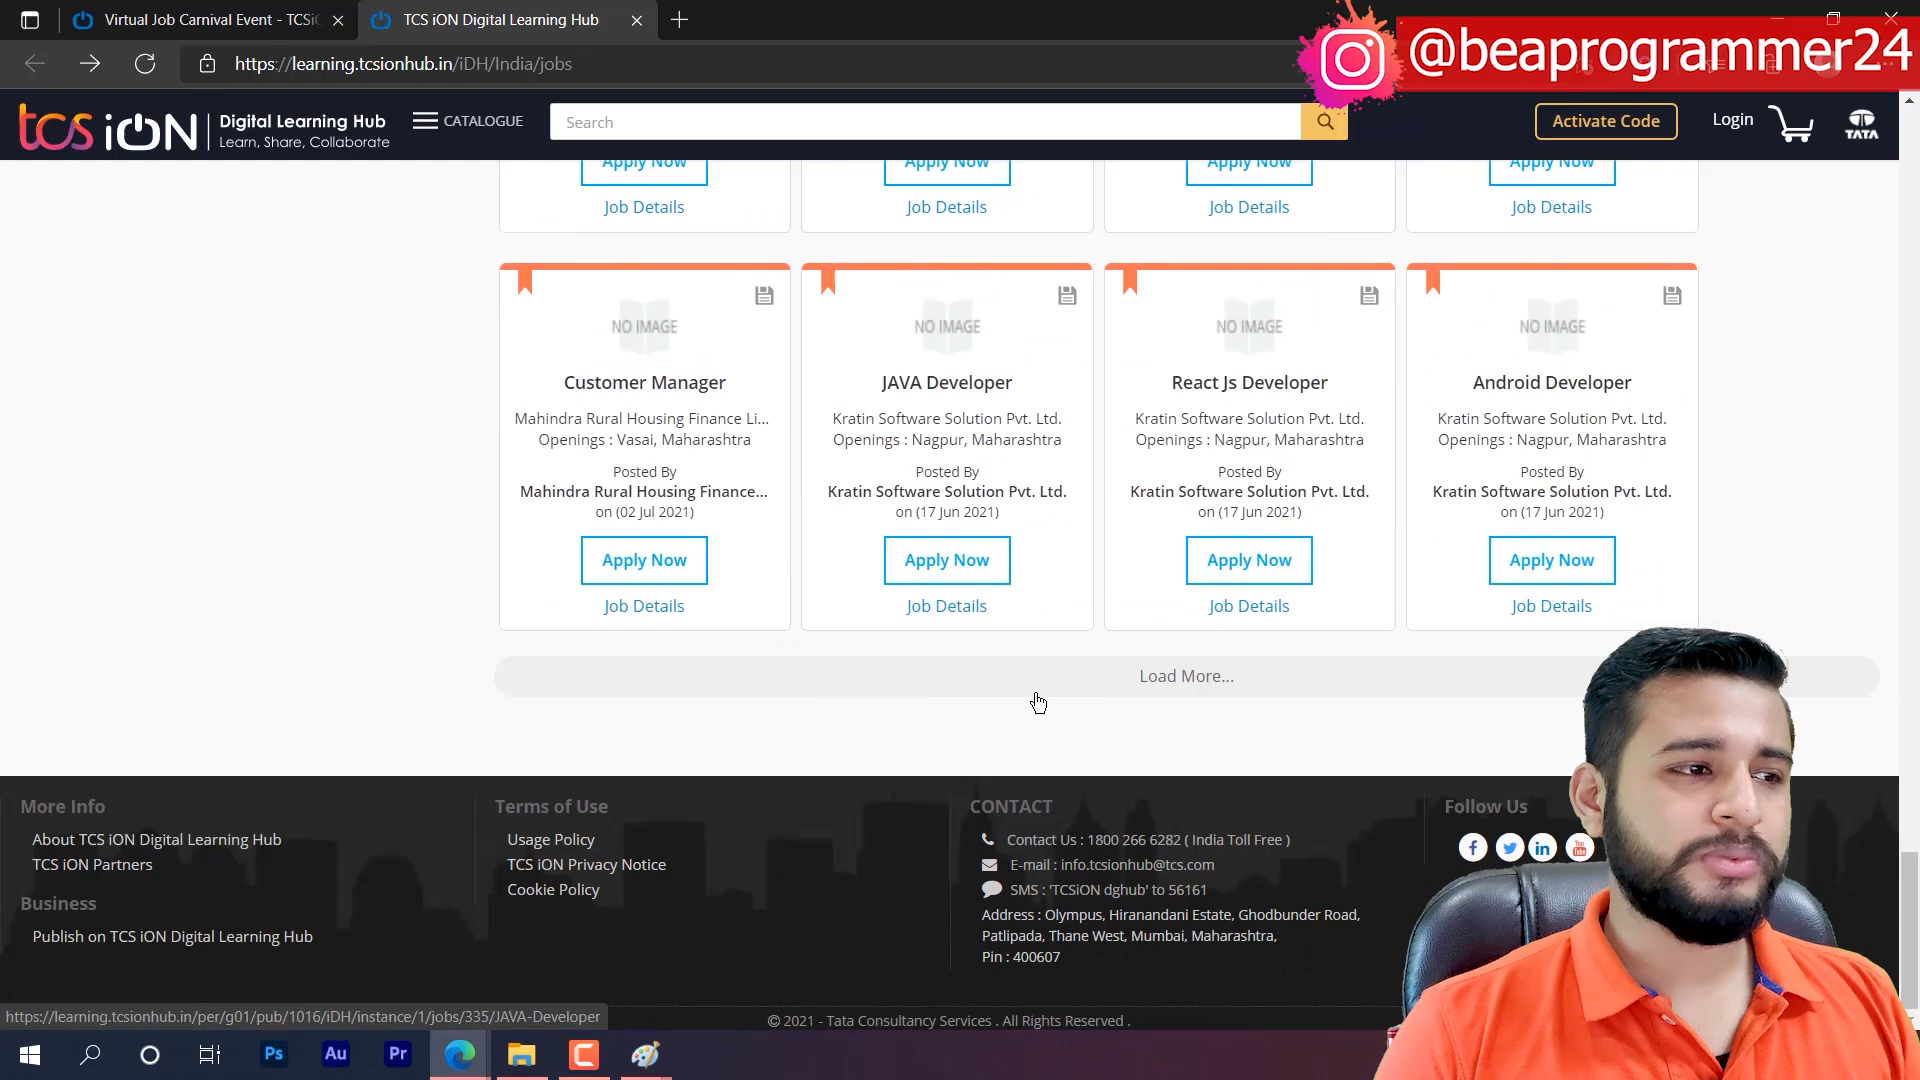 Virtual Job Carnival Event - TCSiO
TCS iON Digital Learning Hub
@beaprogrammer24
https://learning.tcsionhub.in/iDH/India/jobs
tcs iON
Digital Learning Hub
Learn, Share, Collaborate
CATALOGUE
Search
Activate Code
Login
TATA
Apply Now
Apply Now
Apply Now
Apply Now
Job Details
Job Details
Job Details
Job Details
NO IMAGE
Customer Manager
Mahindra Rural Housing Finance Li...
Openings : Vasai, Maharashtra
Posted By
Mahindra Rural Housing Finance...
on (02 Jul 2021)
Apply Now
Job Details
NO IMAGE
JAVA Developer
Kratin Software Solution Pvt. Ltd.
Openings : Nagpur, Maharashtra
Posted By
Kratin Software Solution Pvt. Ltd.
on (17 Jun 2021)
Apply Now
Job Details
NO IMAGE
React Js Developer
Kratin Software Solution Pvt. Ltd.
Openings : Nagpur, Maharashtra
Posted By
Kratin Software Solution Pvt. Ltd.
on (17 Jun 2021)
Apply Now
Job Details
NO IMAGE
Android Developer
Kratin Software Solution Pvt. Ltd.
Openings : Nagpur, Maharashtra
Posted By
Kratin Software Solution Pvt. Ltd.
on (17 Jun 2021)
Apply Now
Job Details
Load More...
More Info
About TCS iON Digital Learning Hub
TCS iON Partners
Business
Publish on TCS iON Digital Learning Hub
Terms of Use
Usage Policy
TCS iON Privacy Notice
Cookie Policy
CONTACT
Contact Us : 1800 266 6282 ( India Toll Free )
E-mail : info.tcsionhub@tcs.com
SMS : 'TCSiON dghub' to 56161
Address : Olympus, Hiranandani Estate, Ghodbunder Road,
Patlipada, Thane West, Mumbai, Maharashtra,
Pin : 400607
Follow Us
f
in
You
Tube
https://learning.tcsionhub.in/per/g01/pub/1016/iDH/instance/1/jobs/335/JAVA-Developer
© 2021 - Tata Consultancy Services . All Rights Reserved .
Ps
Au
Pr